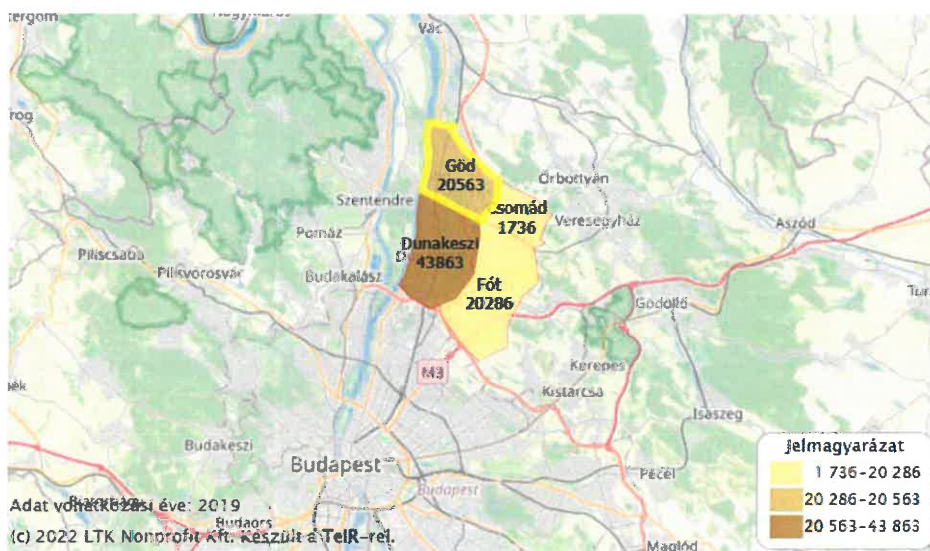 Vác
Göd
20563
Őrbottyán
Szentendre
Csomád
1736
Veresegyház
Aszód
Pomáz
Dunakeszi
43863
Piliscsaba
Pilisvörösvár
Budakalász
Fót
20286
Gödöllő
Kerepes
M3
Kistarcsa
Isaszeg
Budakeszi
Budapest
Pécel
Budapest
Budaörs
Maglód
Jelmagyarázat
1 736-20 286
20 286-20 563
20 563-43 863
Adat vonatkozási éve: 2019
(c) 2022 LTK Nonprofit Kft. Készült a TeIR-rel.